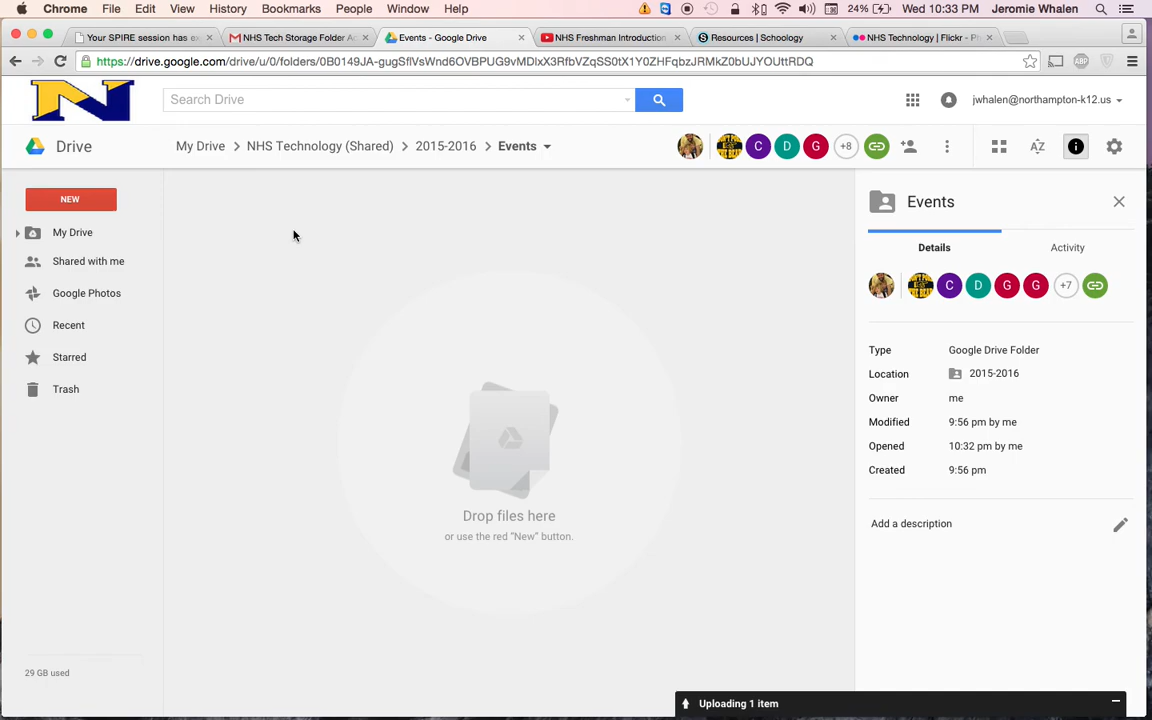 Chrome File Edit View History Bookmarks People Window Help 24% Wed 10:33 PM Jeromie Whalen
Your SPIRE session has ex NHS Tech Storage Folder Ac Events - Google Drive NHS Freshman Introduction Resources | Schoology NHS Technology | Flickr - P
https://drive.google.com/drive/u/0/folders/0B0149JA-gugSflVsWnd6OVBPUG9vMDlxX3RfbVZqSS0tX1Y0ZHFqbzJRMkZ0bUJYOUttRDQ
N Search Drive jwhalen@northampton-k12.us
Drive My Drive > NHS Technology (Shared) > 2015-2016 > Events C D G +8
NEW
My Drive
Shared with me
Google Photos
Recent
Starred
Trash
29 GB used
Drop files here
or use the red "New" button.
Events
Details Activity
C D G G +7
Type Google Drive Folder
Location 2015-2016
Owner me
Modified 9:56 pm by me
Opened 10:32 pm by me
Created 9:56 pm
Add a description
Uploading 1 item